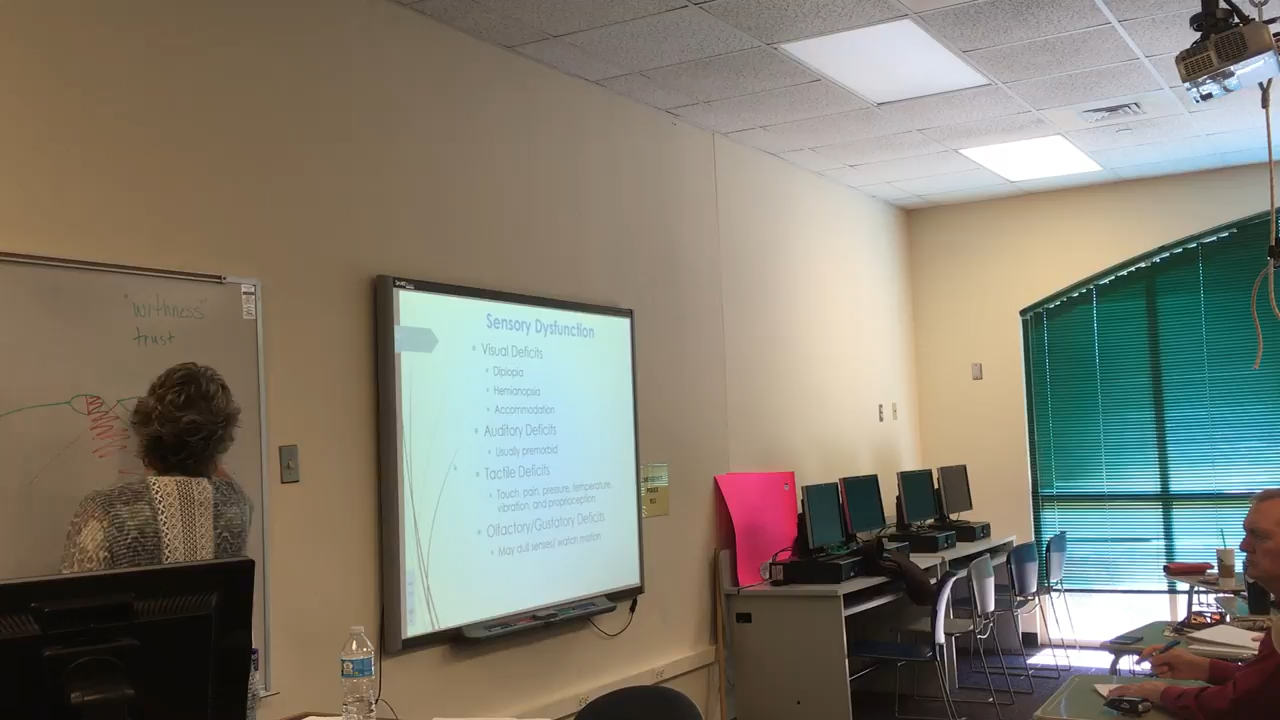 "withness"
trust
SMART
Sensory Dysfunction
Visual Deficits
Diplopia
Hemianopsia
Accommodation
Auditory Deficits
Usually premorbid
Tactile Deficits
Touch, pain, pressure, temperature,
vibration, and proprioception
Olfactory/Gustatory Deficits
May dull senses/ watch motion